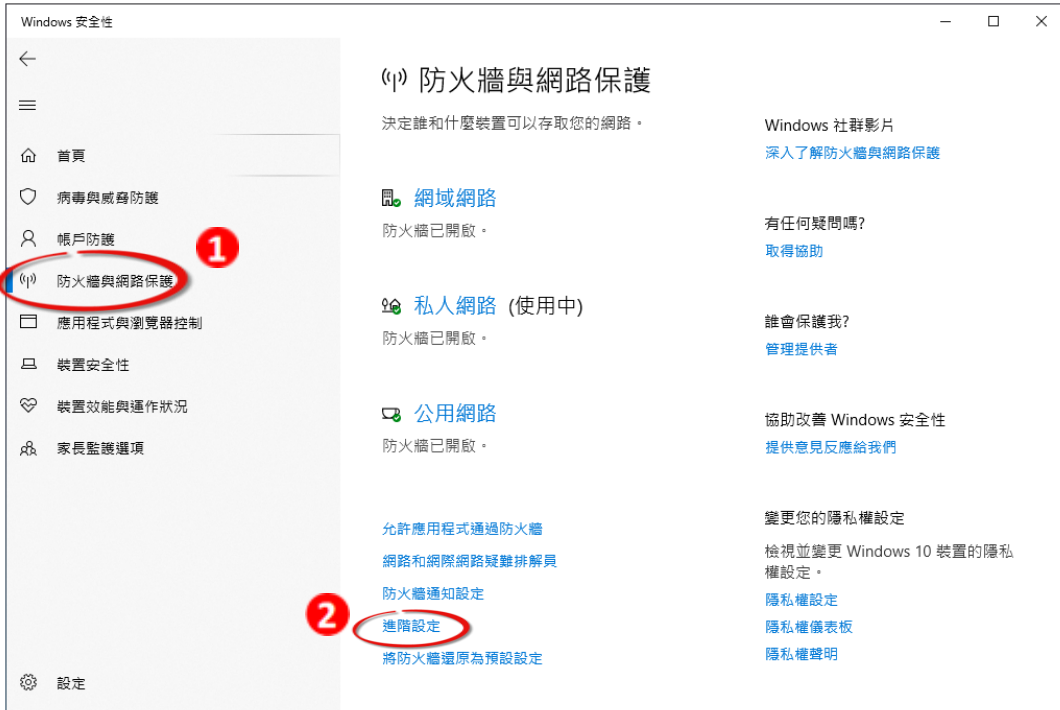 Windows 安全性
首頁
病毒與威脅防護
帳戶防護
1
防火牆與網路保護
應用程式與瀏覽器控制
裝置安全性
裝置效能與運作狀況
家長監護選項
設定
防火牆與網路保護
決定誰和什麼裝置可以存取您的網路。
網域網路
防火牆已開啟。
私人網路 (使用中)
防火牆已開啟。
公用網路
防火牆已開啟。
允許應用程式通過防火牆
網路和網際網路疑難排解員
防火牆通知設定
2
進階設定
將防火牆還原為預設設定
Windows 社群影片
深入了解防火牆與網路保護
有任何疑問嗎?
取得協助
誰會保護我?
管理提供者
協助改善 Windows 安全性
提供意見反應給我們
變更您的隱私權設定
檢視並變更 Windows 10 裝置的隱私
權設定。
隱私權設定
隱私權儀表板
隱私權聲明